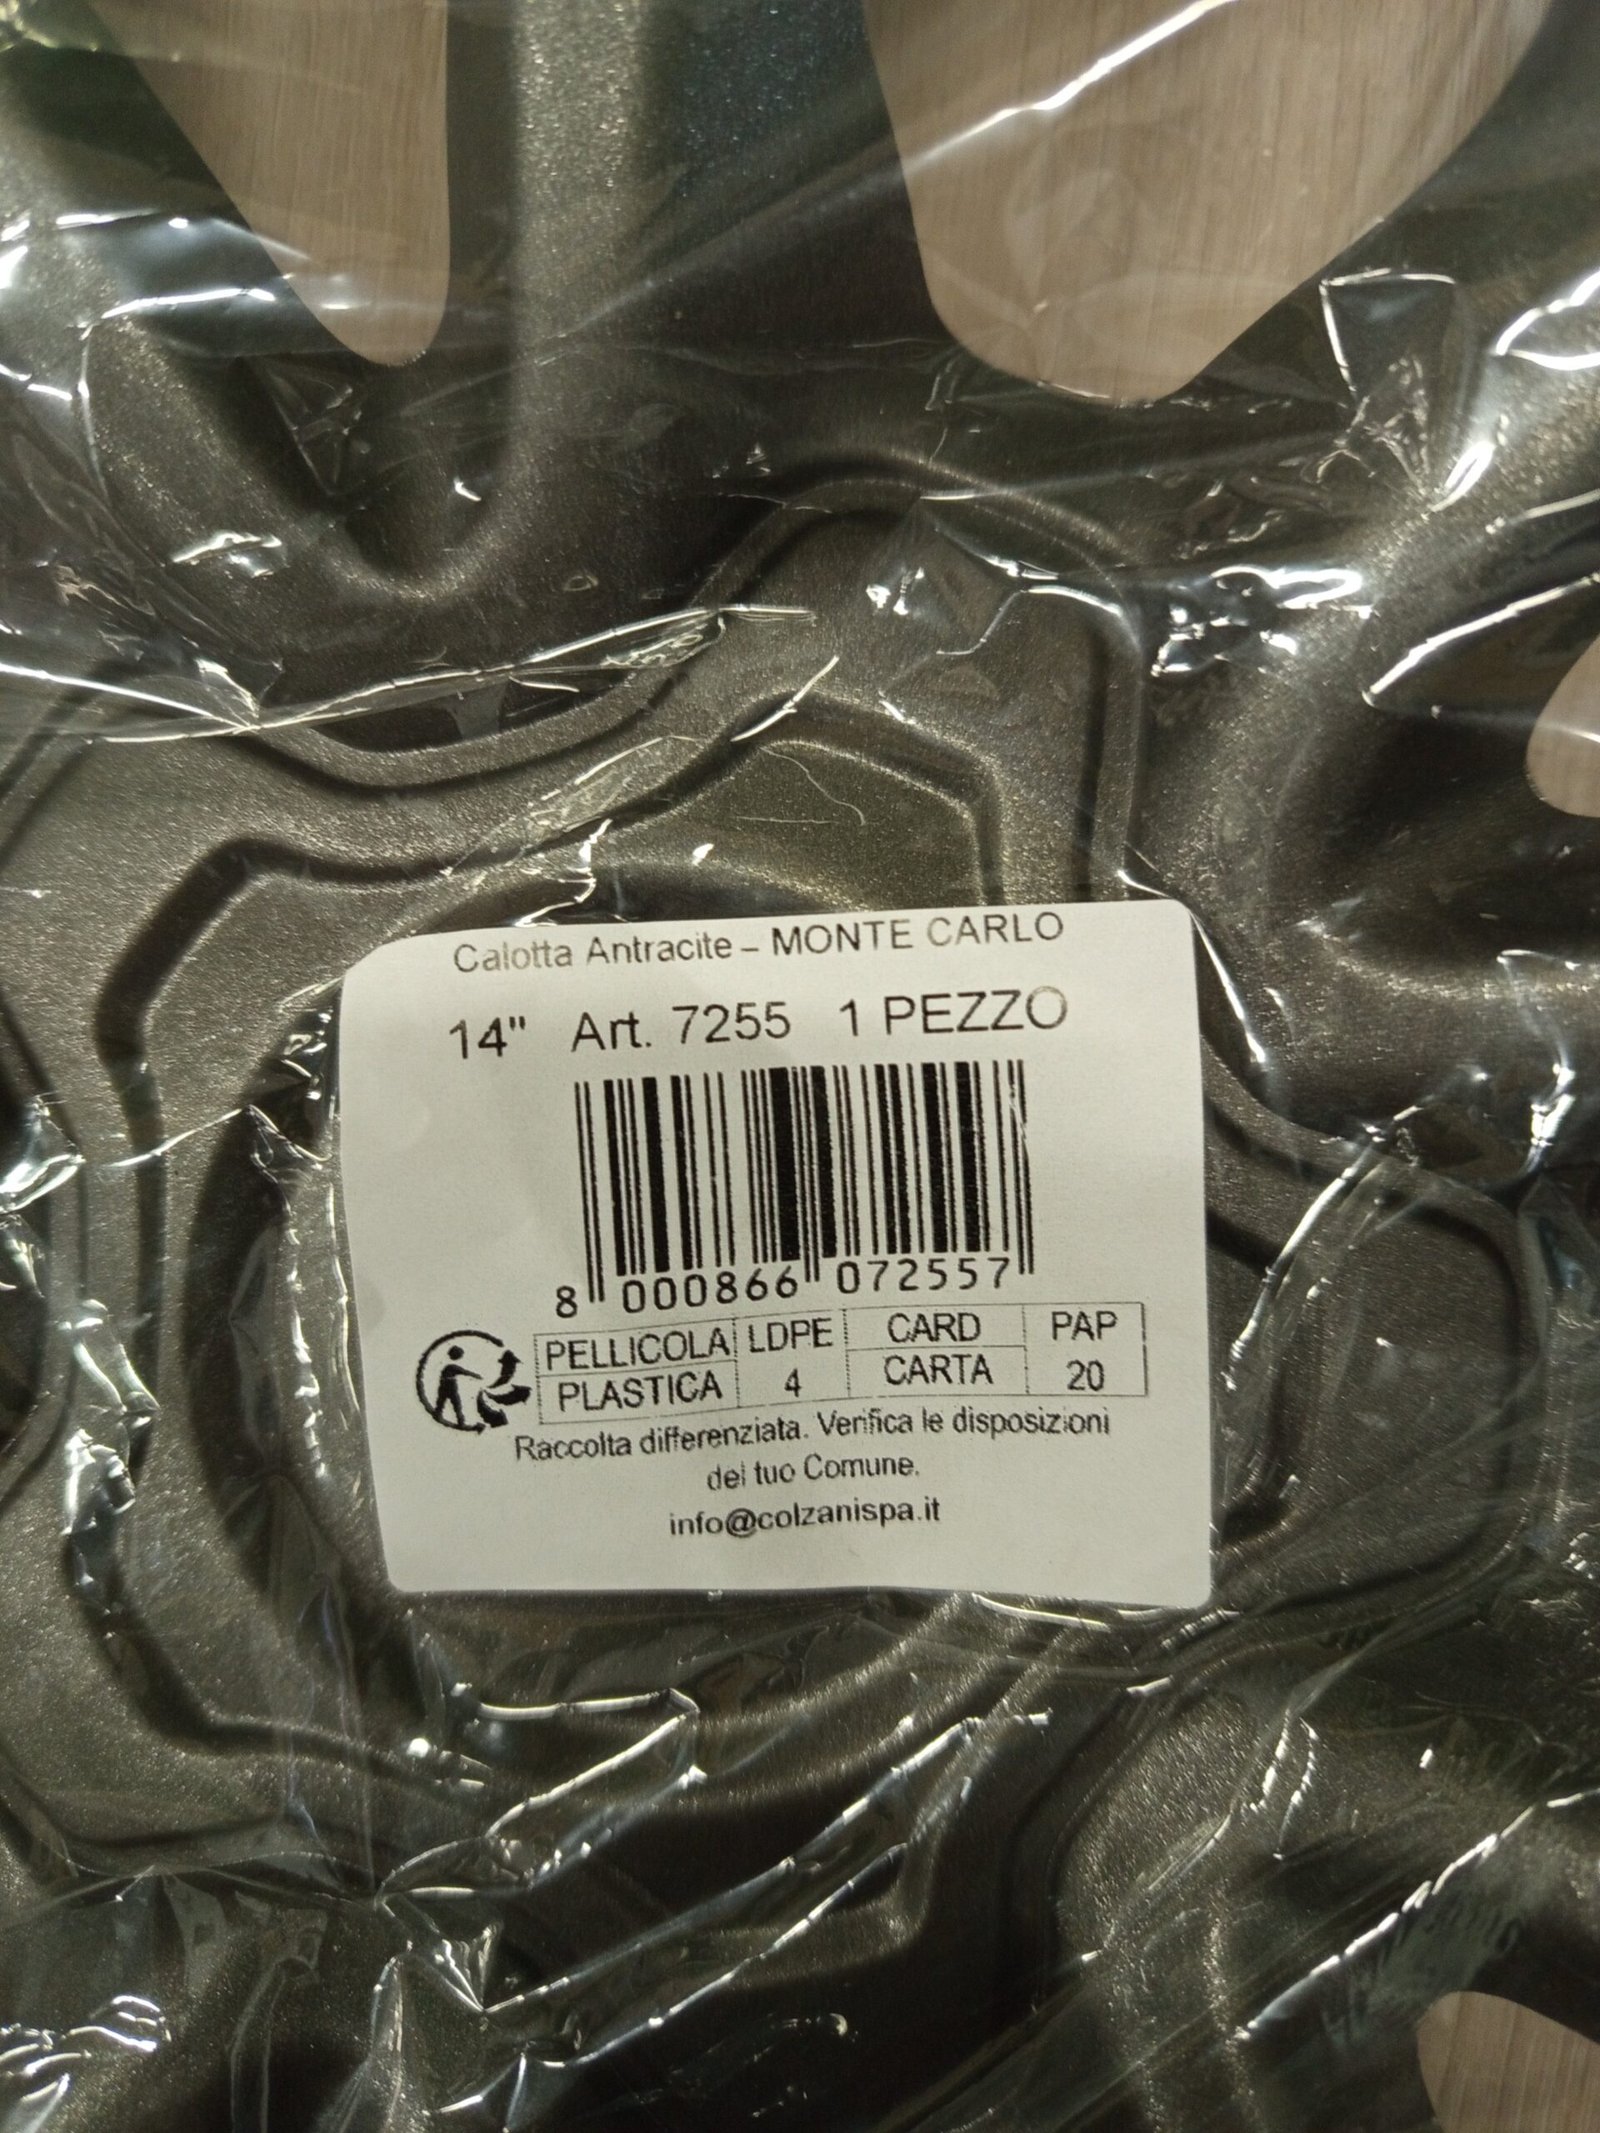 Calotta Antracite – MONTE CARLO
14" Art. 7255 1 PEZZO
8 000866 072557
PELLICOLA LDPE CARD PAP
PLASTICA 4 CARTA 20
Raccolta differenziata. Verifica le disposizioni
del tuo Comune.
info@colzanispa.it